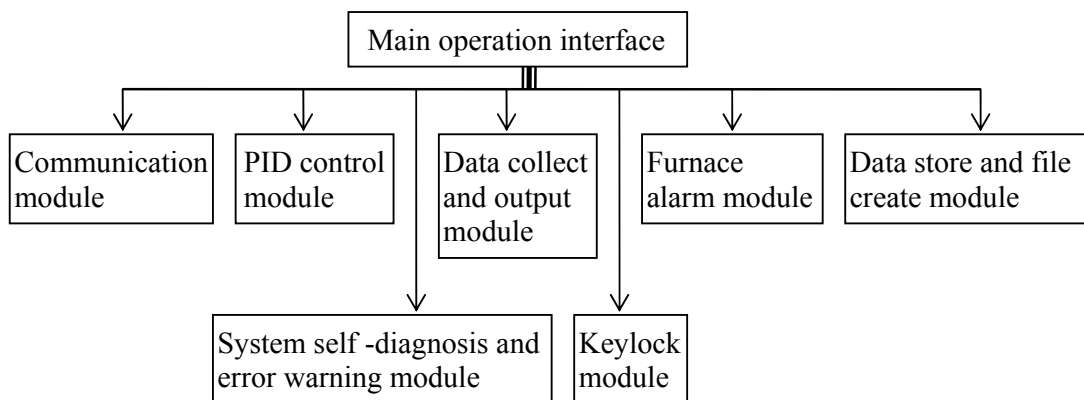 Main operation interface
Communication
module
PID control
module
Data collect
and output
module
Furnace
alarm module
Data store and file
create module
System self -diagnosis and
error warning module
Keylock
module